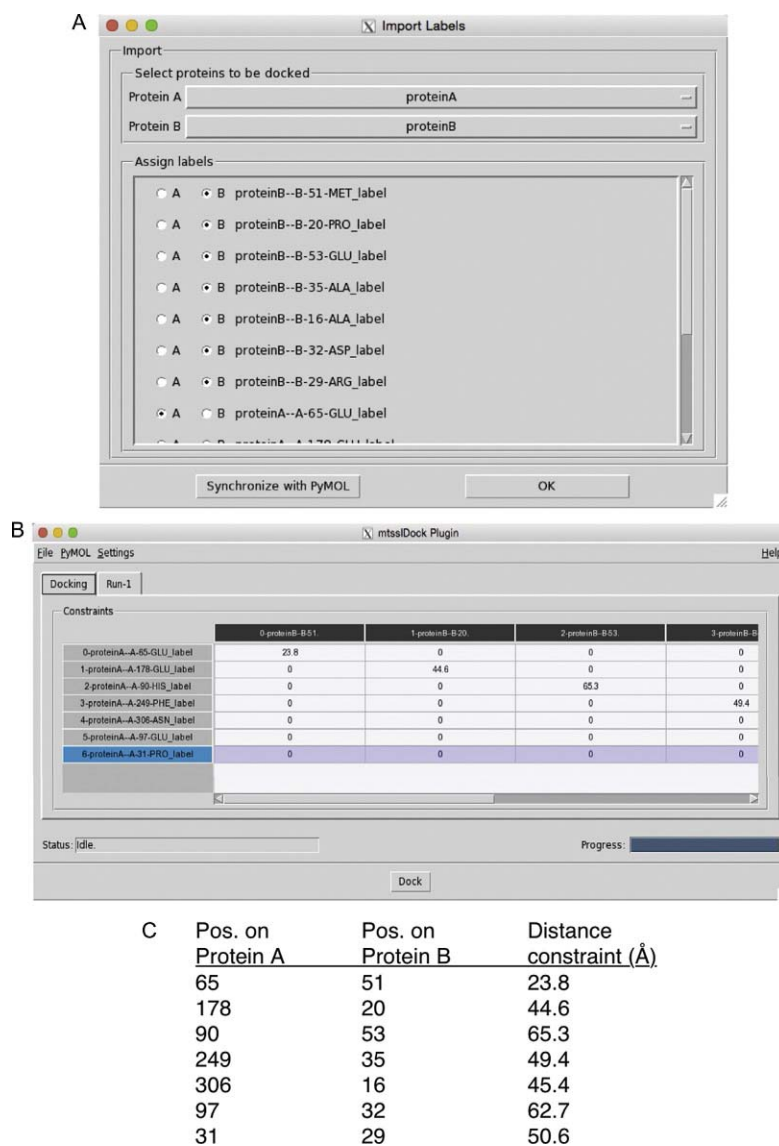 A
X Import Labels
Import
Select proteins to be docked
Protein A proteinA
Protein B proteinB
Assign labels
A B proteinB--B-51-MET_label
A B proteinB--B-20-PRO_label
A B proteinB--B-53-GLU_label
A B proteinB--B-35-ALA_label
A B proteinB--B-16-ALA_label
A B proteinB--B-32-ASP_label
A B proteinB--B-29-ARG_label
A B proteinA--A-65-GLU_label
Synchronize with PyMOL OK
B
X mtsslDock Plugin
File PyMOL Settings Help
Docking Run-1
Constraints
0-proteinB--B-51. 1-proteinB--B-20. 2-proteinB--B-53. 3-proteinB--B-
0-proteinA--A-65-GLU_label 23.8 0 0 0
1-proteinA--A-178-GLU_label 0 44.6 0 0
2-proteinA--A-90-HIS_label 0 0 65.3 0
3-proteinA--A-249-PHE_label 0 0 0 49.4
4-proteinA--A-306-ASN_label 0 0 0 0
5-proteinA--A-97-GLU_label 0 0 0 0
6-proteinA--A-31-PRO_label 0 0 0 0
Status: Idle. Progress:
Dock
C Pos. on Pos. on Distance
Protein A Protein B constraint (Å)
65 51 23.8
178 20 44.6
90 53 65.3
249 35 49.4
306 16 45.4
97 32 62.7
31 29 50.6